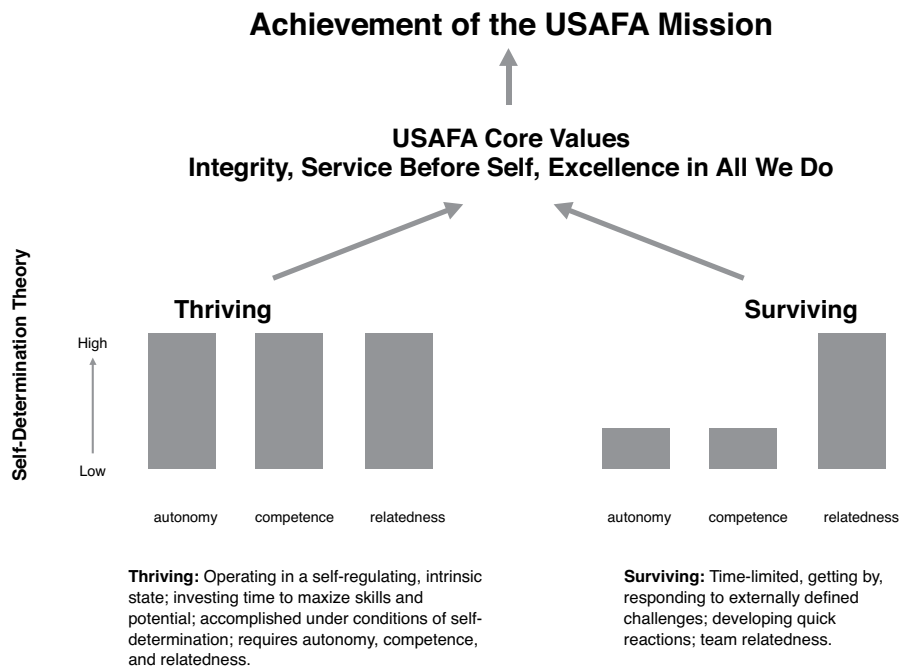 Achievement of the USAFA Mission
USAFA Core Values
Integrity, Service Before Self, Excellence in All We Do
Self-Determination Theory
Thriving
High
Low
autonomy
competence
relatedness
Surviving
autonomy
competence
relatedness
Thriving: Operating in a self-regulating, intrinsic
state; investing time to maxize skills and
potential; accomplished under conditions of self-
determination; requires autonomy, competence,
and relatedness.
Surviving: Time-limited, getting by,
responding to externally defined
challenges; developing quick
reactions; team relatedness.